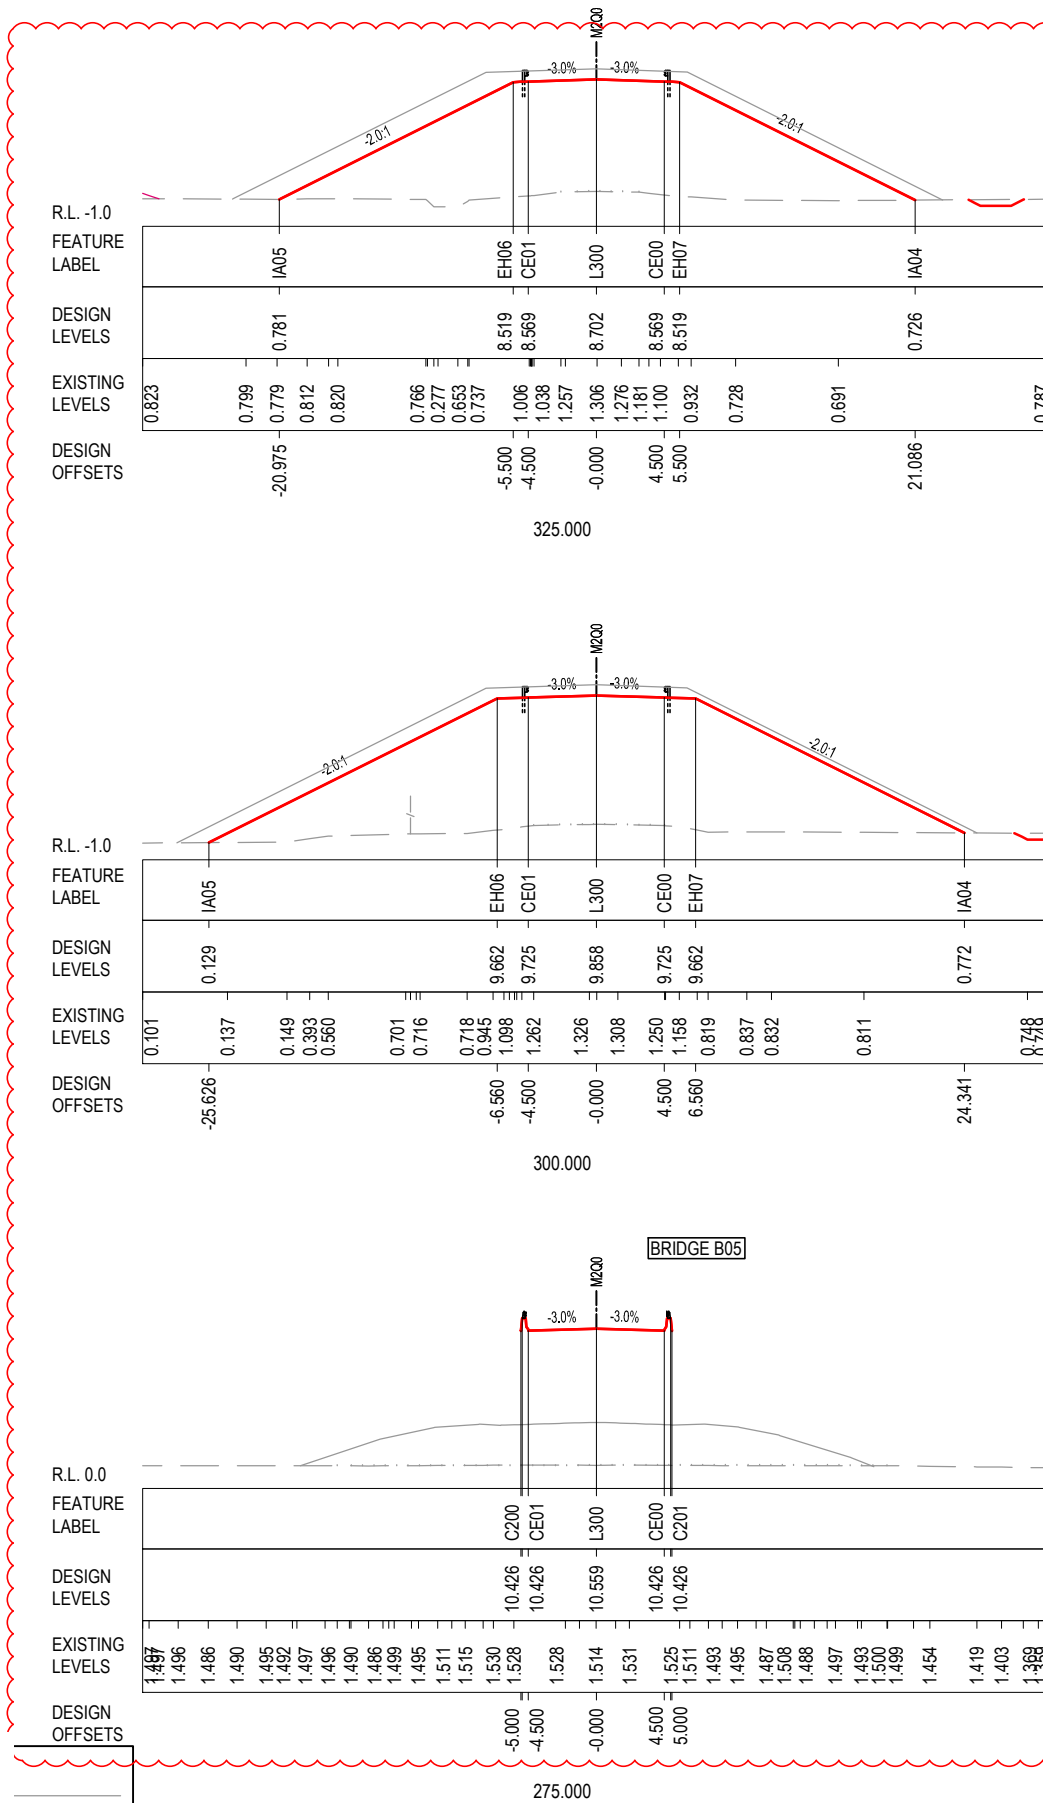 M2Q0
-3.0% -3.0%
-2.0:1 -2.0:1
R.L. -1.0
FEATURE LABEL IA05 EH06 CE01 L300 CE00 EH07 IA04
DESIGN LEVELS 0.781 8.519 8.569 8.702 8.569 8.519 0.726
EXISTING LEVELS 0.823 0.799 0.779 0.812 0.820 0.766 0.277 0.653 0.737 1.006 1.038 1.257 1.306 1.276 1.181 1.100 0.932 0.728 0.691 0.787
DESIGN OFFSETS -20.975 -5.500 -4.500 -0.000 4.500 5.500 21.086
325.000
M2Q0
-3.0% -3.0%
-2.0:1 -2.0:1
R.L. -1.0
FEATURE LABEL IA05 EH06 CE01 L300 CE00 EH07 IA04
DESIGN LEVELS 0.129 9.662 9.725 9.858 9.725 9.662 0.772
EXISTING LEVELS 0.101 0.137 0.149 0.393 0.560 0.701 0.716 0.718 0.945 1.098 1.262 1.326 1.308 1.250 1.158 0.819 0.837 0.832 0.811 0.748
DESIGN OFFSETS -25.626 -6.560 -4.500 -0.000 4.500 6.560 24.341
300.000
BRIDGE B05
M2Q0
-3.0% -3.0%
R.L. 0.0
FEATURE LABEL C200 CE01 L300 CE00 C201
DESIGN LEVELS 10.426 10.426 10.559 10.426 10.426
EXISTING LEVELS 1.497 1.496 1.486 1.490 1.495 1.492 1.497 1.496 1.490 1.486 1.499 1.495 1.511 1.515 1.530 1.528 1.528 1.514 1.531 1.525 1.511 1.493 1.495 1.487 1.508 1.488 1.497 1.493 1.500 1.499 1.454 1.419 1.403
DESIGN OFFSETS -5.000 -4.500 -0.000 4.500 5.000
275.000